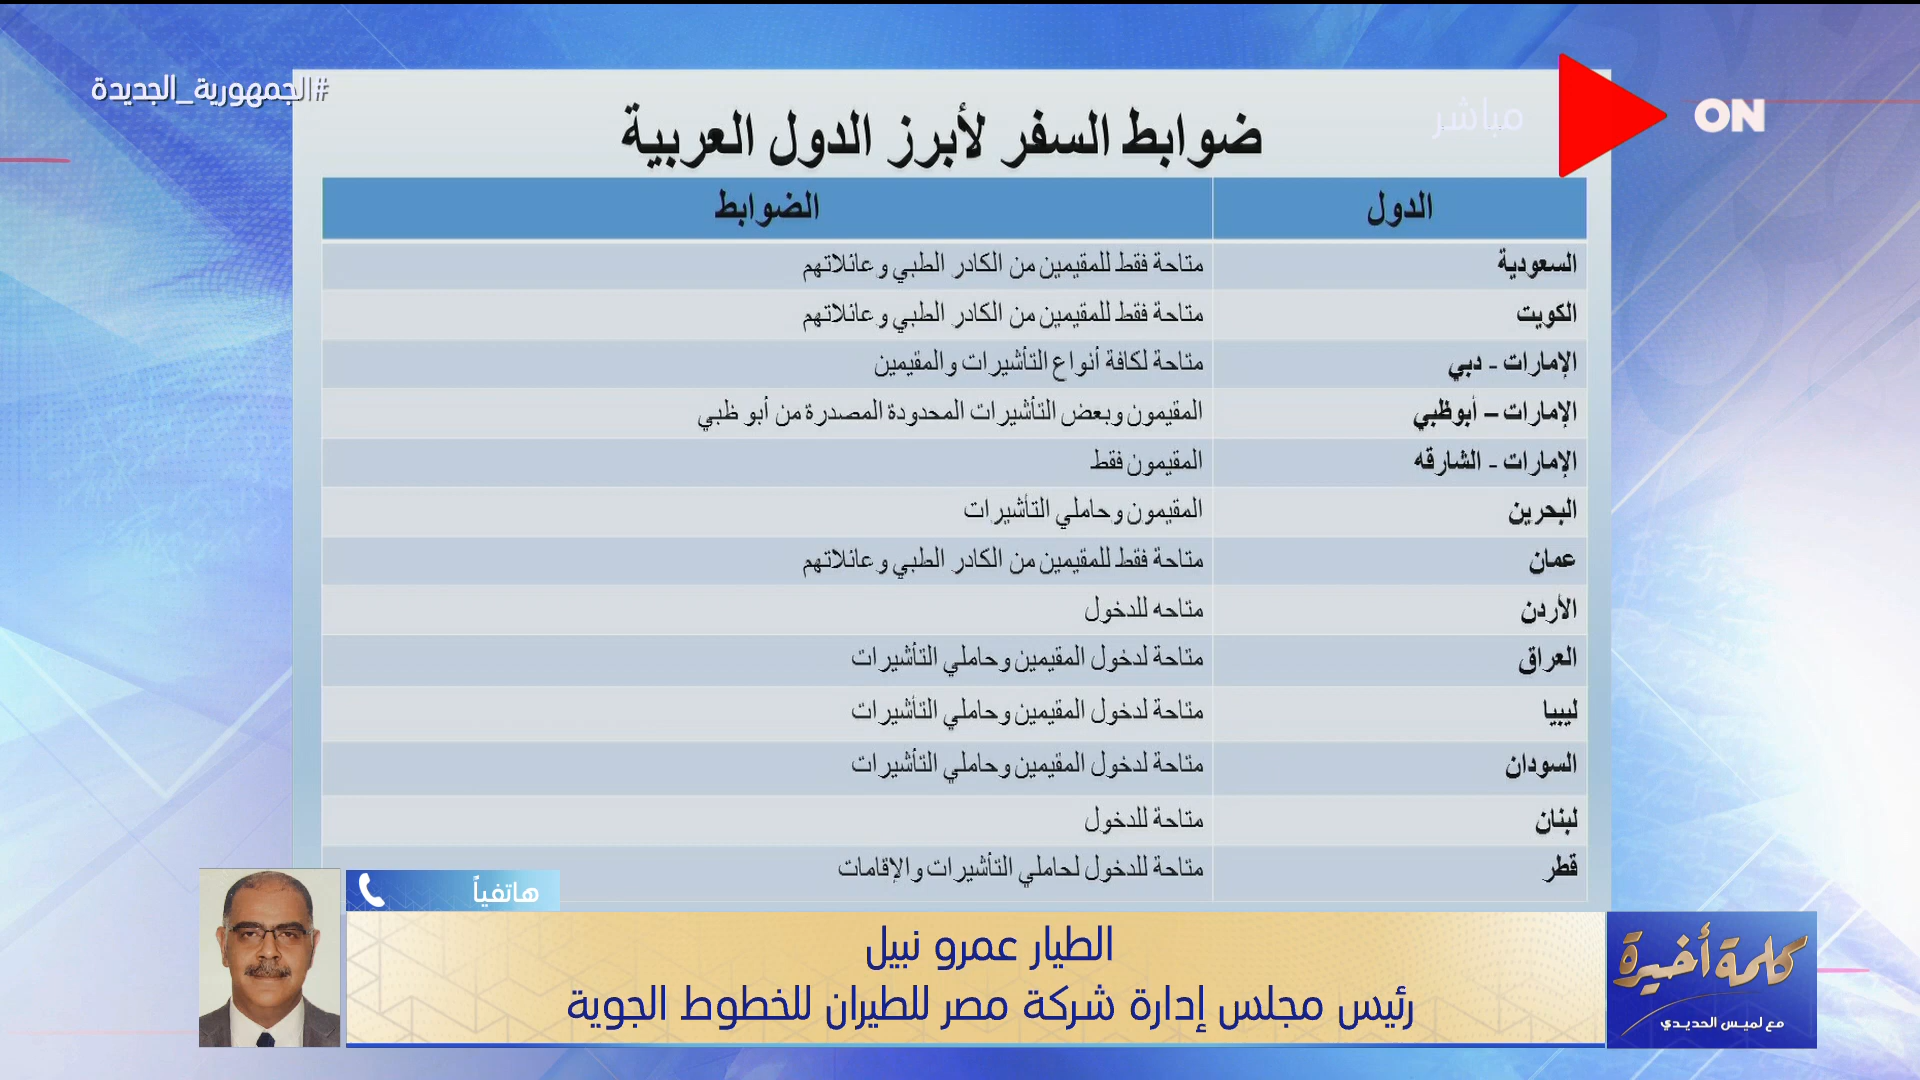 #الجمهورية_الجديدة
مباشر
ON
ضوابط السفر لأبرز الدول العربية
الدول الضوابط
السعودية متاحة فقط للمقيمين من الكادر الطبي وعائلاتهم
الكويت متاحة فقط للمقيمين من الكادر الطبي وعائلاتهم
الإمارات - دبي متاحة لكافة أنواع التأشيرات والمقيمين
الإمارات – أبوظبي المقيمون وبعض التأشيرات المحدودة المصدرة من أبو ظبي
الإمارات - الشارقه المقيمون فقط
البحرين المقيمون وحاملي التأشيرات
عمان متاحة فقط للمقيمين من الكادر الطبي وعائلاتهم
الأردن متاحه للدخول
العراق متاحة لدخول المقيمين وحاملي التأشيرات
ليبيا متاحة لدخول المقيمين وحاملي التأشيرات
السودان متاحة لدخول المقيمين وحاملي التأشيرات
لبنان متاحة للدخول
قطر متاحة للدخول لحاملي التأشيرات والإقامات
هاتفياً
الطيار عمرو نبيل
رئيس مجلس إدارة شركة مصر للطيران للخطوط الجوية
كلمة أخيرة
مع لميس الحديدي